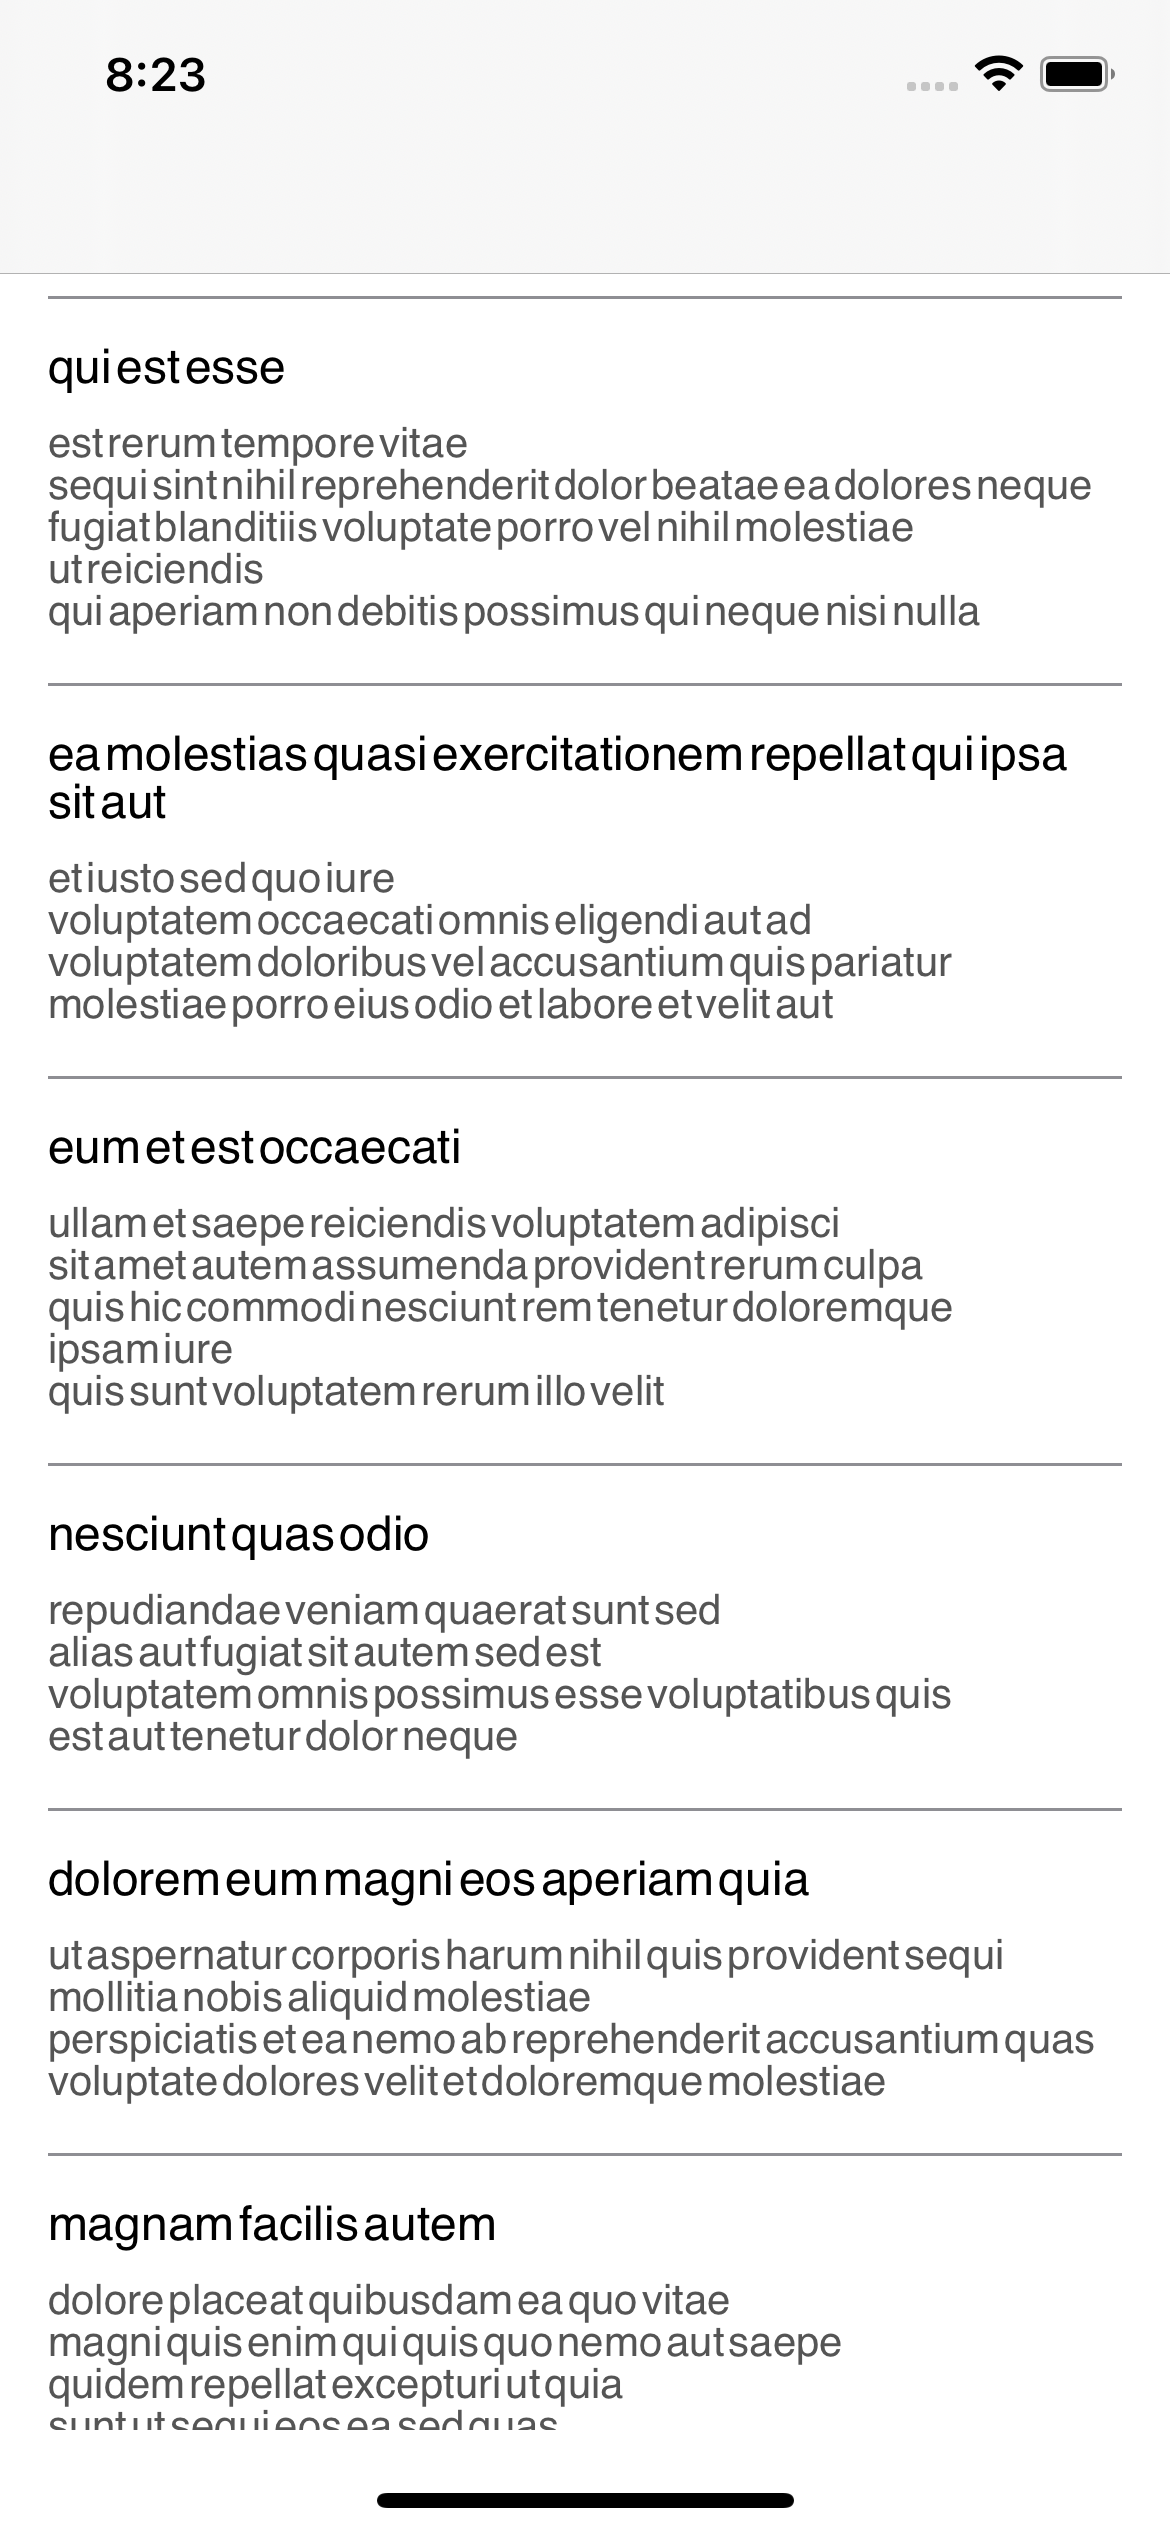 8:23
qui est esse
est rerum tempore vitae
sequi sint nihil reprehenderit dolor beatae ea dolores neque
fugiat blanditiis voluptate porro vel nihil molestiae
ut reiciendis
qui aperiam non debitis possimus qui neque nisi nulla
ea molestias quasi exercitationem repellat qui ipsa
sit aut
et iusto sed quo iure
voluptatem occaecati omnis eligendi aut ad
voluptatem doloribus vel accusantium quis pariatur
molestiae porro eius odio et labore et velit aut
eum et est occaecati
ullam et saepe reiciendis voluptatem adipisci
sit amet autem assumenda provident rerum culpa
quis hic commodi nesciunt rem tenetur doloremque
ipsam iure
quis sunt voluptatem rerum illo velit
nesciunt quas odio
repudiandae veniam quaerat sunt sed
alias aut fugiat sit autem sed est
voluptatem omnis possimus esse voluptatibus quis
est aut tenetur dolor neque
dolorem eum magni eos aperiam quia
ut aspernatur corporis harum nihil quis provident sequi
mollitia nobis aliquid molestiae
perspiciatis et ea nemo ab reprehenderit accusantium quas
voluptate dolores velit et doloremque molestiae
magnam facilis autem
dolore placeat quibusdam ea quo vitae
magni quis enim qui quis quo nemo aut saepe
quidem repellat excepturi ut quia
sunt ut sequi eos ea sed quas